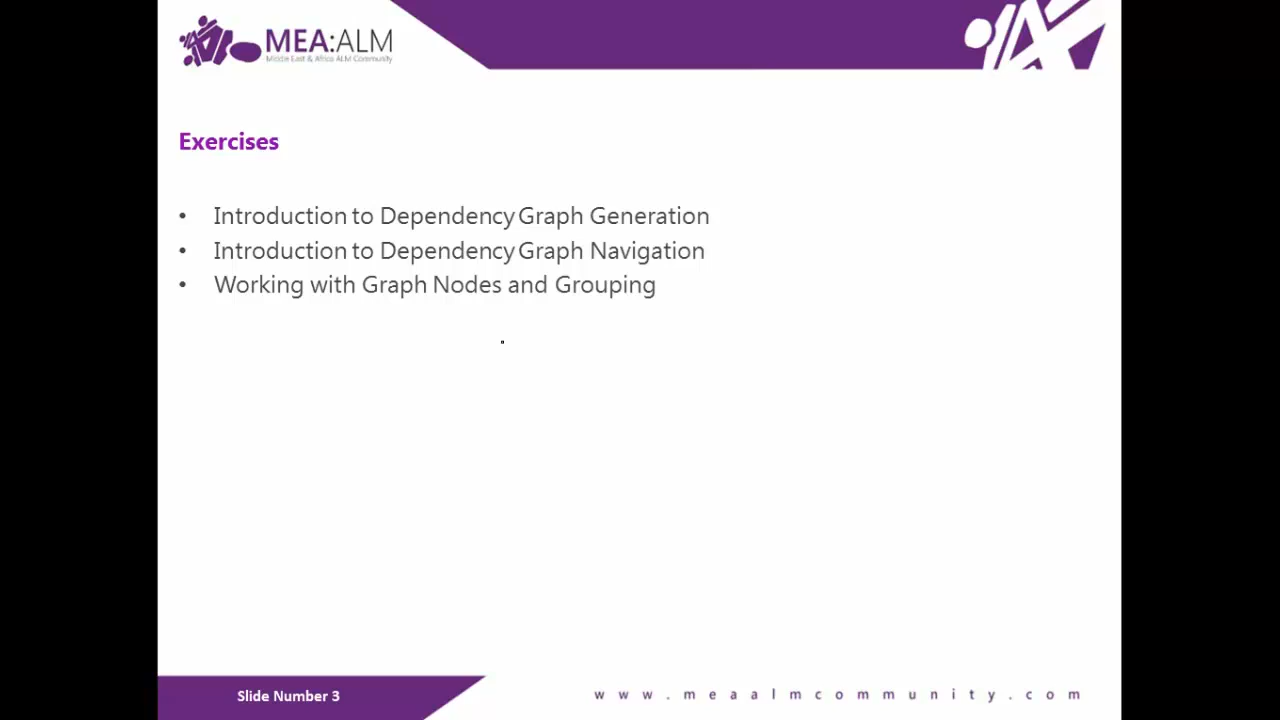 MEA:ALM
Middle East & Africa ALM Community
Exercises
• Introduction to Dependency Graph Generation
• Introduction to Dependency Graph Navigation
• Working with Graph Nodes and Grouping
Slide Number 3
www.meaalmcommunity.com